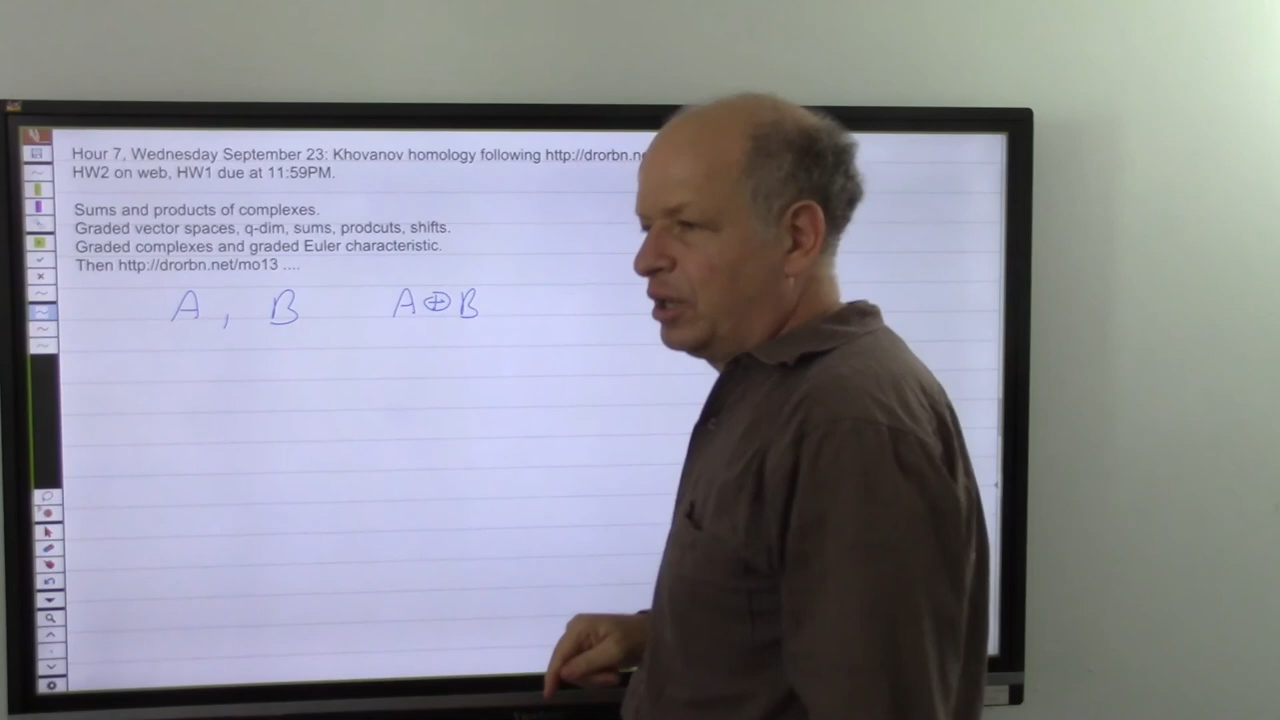 Hour 7, Wednesday September 23: Khovanov homology following http://drorbn.ne
HW2 on web, HW1 due at 11:59PM.
Sums and products of complexes.
Graded vector spaces, q-dim, sums, prodcuts, shifts.
Graded complexes and graded Euler characteristic.
Then http://drorbn.net/mo13 ....
A , B A⊕B